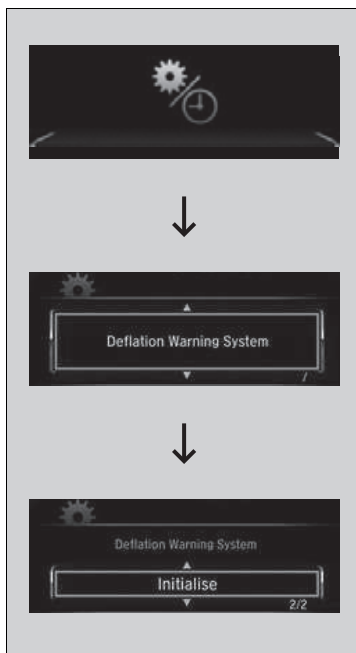 Deflation Warning System
/
Deflation Warning System
Initialise
2/2